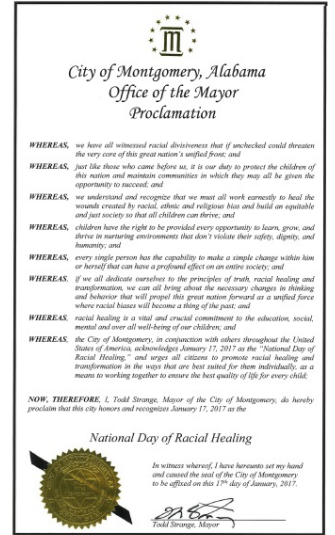 M
City of Montgomery, Alabama
Office of the Mayor
Proclamation
WHEREAS, we have all witnessed racial divisiveness that if unchecked could threaten
the very core of this great nation's unified front; and
WHEREAS, just like those who came before us, it is our duty to protect the children of
this nation and maintain communities in which they may all be given the
opportunity to succeed; and
WHEREAS, we understand and recognize that we must all work earnestly to heal the
wounds created by racial, ethnic and religious bias and build an equitable
and just society so that all children can thrive; and
WHEREAS, children have the right to be provided every opportunity to learn, grow, and
thrive in nurturing environments that don't violate their safety, dignity, and
humanity; and
WHEREAS, every single person has the capability to make a simple change within him
or herself that can have a profound effect on an entire society; and
WHEREAS, if we all dedicate ourselves to the principles of truth, racial healing and
transformation, we can all bring about the necessary changes in thinking
and behavior that will propel this great nation forward as a unified force
where racial biases will become a thing of the past; and
WHEREAS, racial healing is a vital and crucial commitment to the education, social,
mental and over all well-being of our children; and
WHEREAS, the City of Montgomery, in conjunction with others throughout the United
States of America, acknowledges January 17, 2017 as the "National Day of
Racial Healing," and urges all citizens to promote racial healing and
transformation in the ways that are best suited for them individually, as a
means to working together to ensure the best quality of life for every child;
NOW, THEREFORE, I, Todd Strange, Mayor of the City of Montgomery, do hereby
proclaim that this city honors and recognizes January 17, 2017 as the
National Day of Racial Healing
In witness whereof, I have hereunto set my hand
and caused the seal of the City of Montgomery
to be affixed on this 17th day of January, 2017.
Todd Strange, Mayor